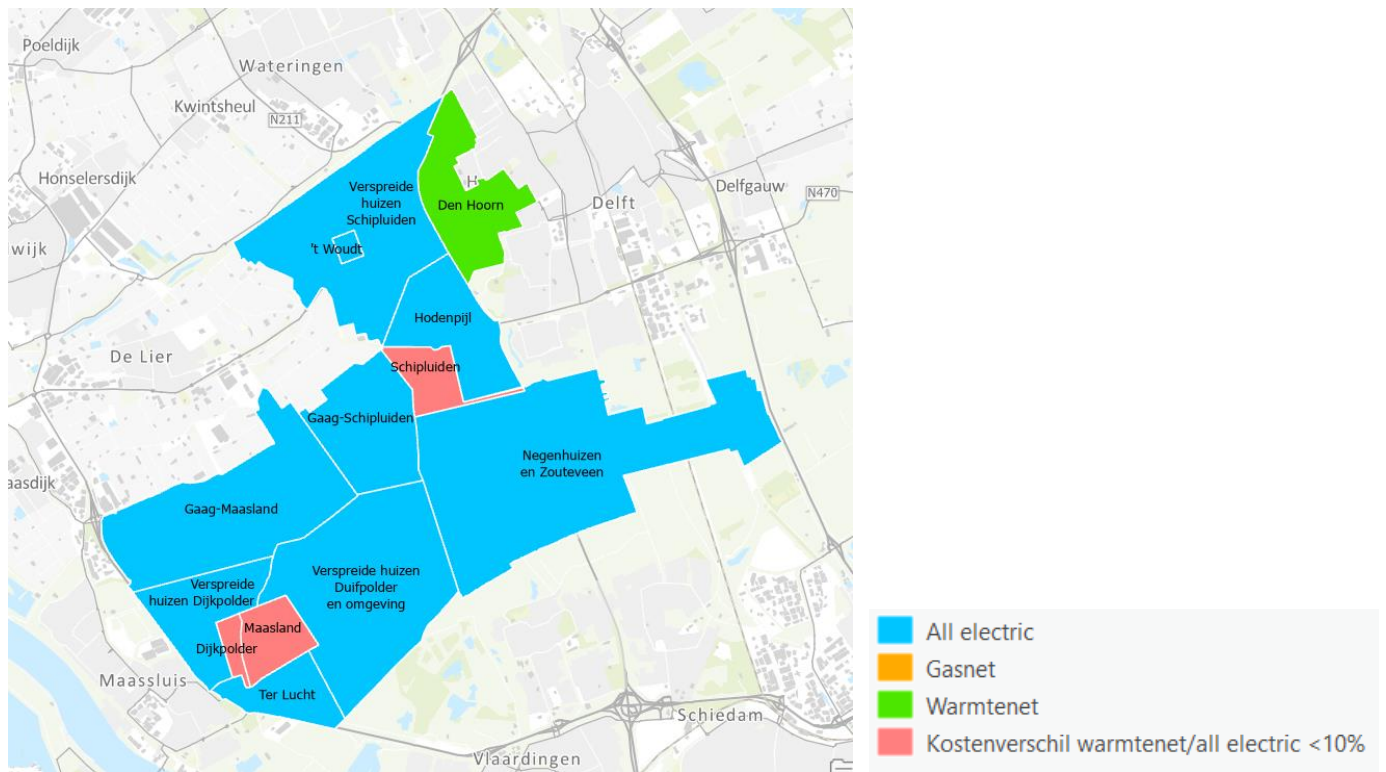 Poeldijk
Wateringen
Kwintsheul
N211
Honselersdijk
Verspreide
huizen
Schipluiden
H
Den Hoorn
Delft
Delfgauw
N470
wijk
't Woudt
Hodenpijl
De Lier
Schipluiden
Gaag-Schipluiden
Negenhuizen
en Zouteveen
aasdijk
Gaag-Maasland
Verspreide
huizen Dijkpolder
Verspreide huizen
Duifpolder
en omgeving
Maasland
Dijkpolder
Maassluis
Ter Lucht
Schiedam
Vlaardingen
All electric
Gasnet
Warmtenet
Kostenverschil warmtenet/all electric <10%